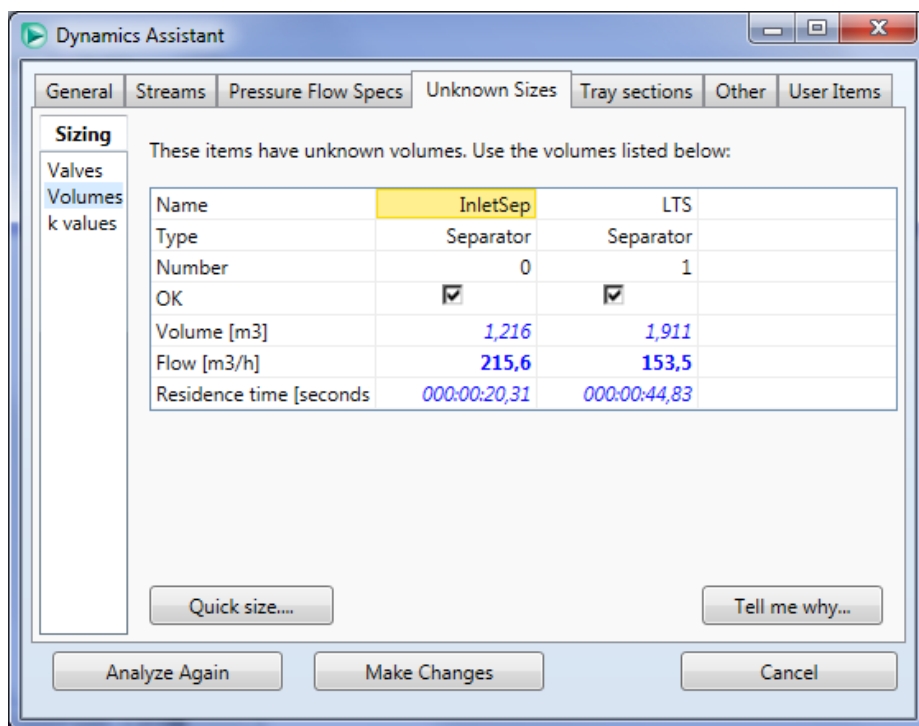 Dynamics Assistant
General Streams Pressure Flow Specs Unknown Sizes Tray sections Other User Items
Sizing
Valves
Volumes
k values
These items have unknown volumes. Use the volumes listed below:
Name InletSep LTS
Type Separator Separator
Number 0 1
OK
Volume [m3] 1,216 1,911
Flow [m3/h] 215,6 153,5
Residence time [seconds 000:00:20,31 000:00:44,83
Quick size.... Tell me why...
Analyze Again Make Changes Cancel